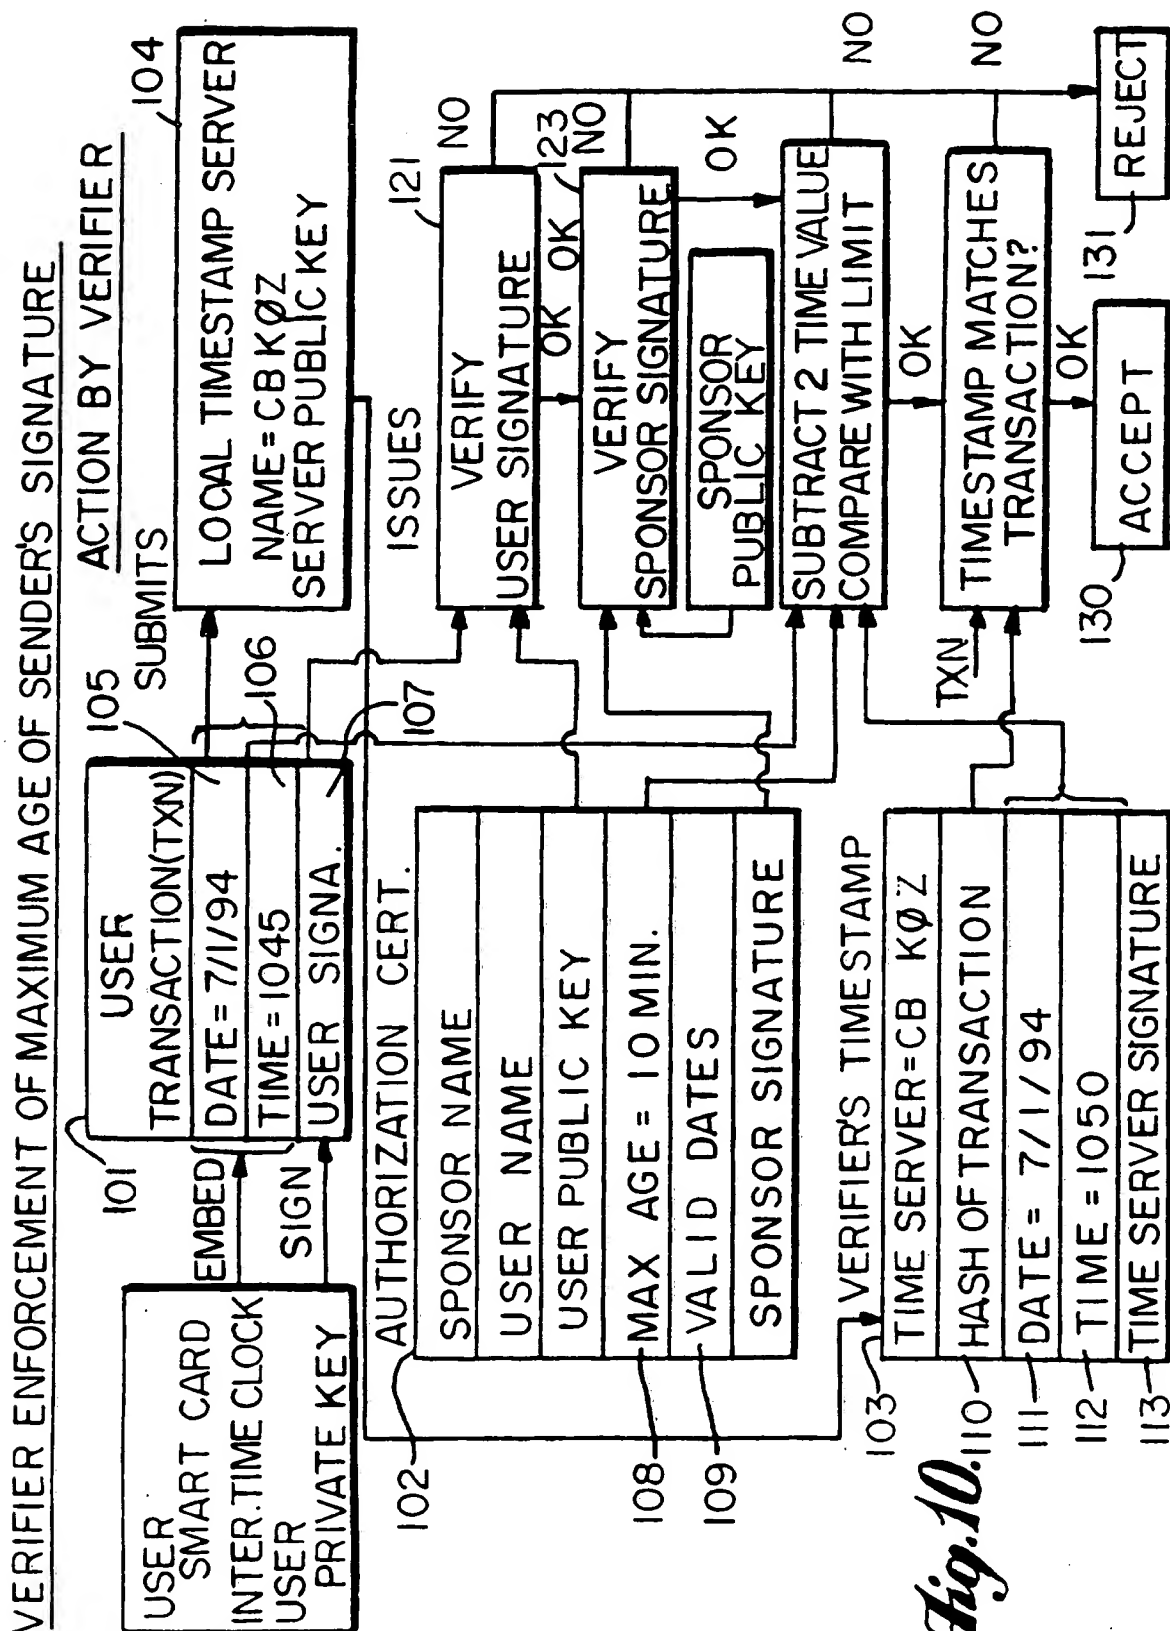 VERIFIER ENFORCEMENT OF MAXIMUM AGE OF SENDER'S SIGNATURE
ACTION BY VERIFIER
USER
SMART CARD
INTER. TIME CLOCK
USER
PRIVATE KEY
EMBED
SIGN
101
USER
TRANSACTION(TXN)
DATE = 7/1/94
TIME = 1045
USER SIGNA.
105
106
107
SUBMITS
104
LOCAL TIMESTAMP SERVER
NAME = CB KØZ
SERVER PUBLIC KEY
ISSUES
102
AUTHORIZATION CERT.
SPONSOR NAME
USER NAME
USER PUBLIC KEY
MAX AGE = 10 MIN.
VALID DATES
SPONSOR SIGNATURE
108
109
121
VERIFY
USER SIGNATURE
NO
OK
OK
123
NO
VERIFY
SPONSOR SIGNATURE
OK
SPONSOR
PUBLIC KEY
SUBTRACT 2 TIME VALUE
COMPARE WITH LIMIT
NO
OK
TXN
TIMESTAMP MATCHES
TRANSACTION?
NO
OK
130
ACCEPT
131
REJECT
103
VERIFIER'S TIMESTAMP
TIME SERVER = CB KØZ
HASH OF TRANSACTION
DATE = 7/1/94
TIME = 1050
TIME SERVER SIGNATURE
110
111
112
113
Fig. 10.